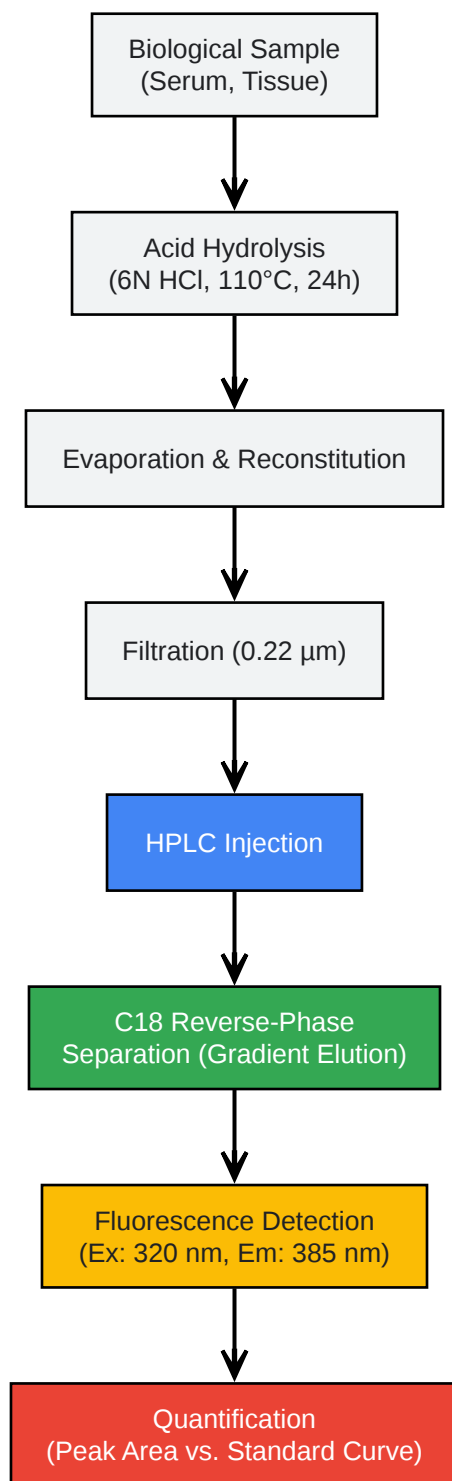 Biological Sample
(Serum, Tissue)
Acid Hydrolysis
(6N HCl, 110°C, 24h)
Evaporation & Reconstitution
Filtration (0.22 µm)
HPLC Injection
C18 Reverse-Phase
Separation (Gradient Elution)
Fluorescence Detection
(Ex: 320 nm, Em: 385 nm)
Quantification
(Peak Area vs. Standard Curve)